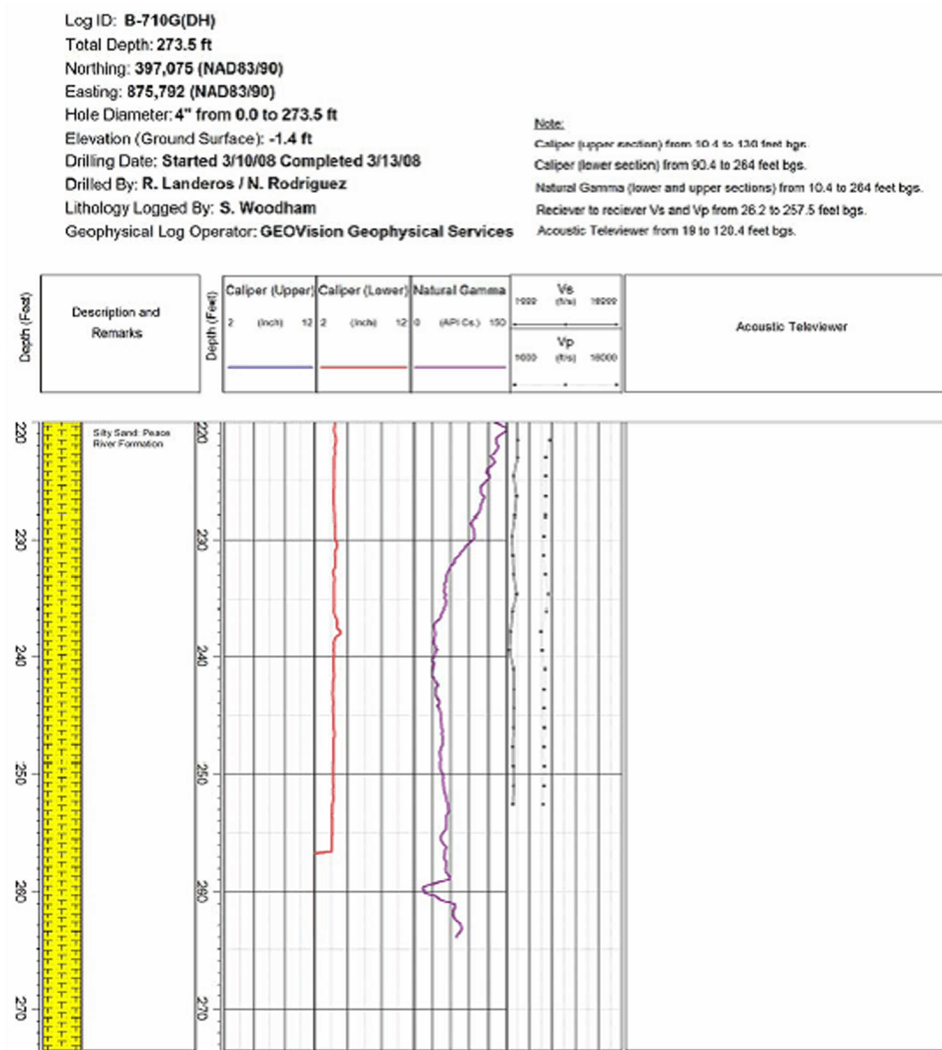 Log ID: B-710G(DH)
Total Depth: 273.5 ft
Northing: 397,075 (NAD83/90)
Easting: 875,792 (NAD83/90)
Hole Diameter: 4" from 0.0 to 273.5 ft
Elevation (Ground Surface): -1.4 ft
Drilling Date: Started 3/10/08 Completed 3/13/08
Drilled By: R. Landeros / N. Rodriguez
Lithology Logged By: S. Woodham
Geophysical Log Operator: GEOVision Geophysical Services
Note:
Caliper (upper section) from 10.4 to 130 feet bgs.
Caliper (lower section) from 90.4 to 264 feet bgs.
Natural Gamma (lower and upper sections) from 10.4 to 264 feet bgs.
Reciever to reciever Vs and Vp from 26.2 to 257.5 feet bgs.
Acoustic Televiewer from 19 to 128.4 feet bgs.
Depth (Feet)
Description and
Remarks
Depth (Feet)
Caliper (Upper)
2 (Inch) 12
Caliper (Lower)
2 (Inch) 12
Natural Gamma
0 (API Cs.) 150
Vs
1000 (ft/s) 18000
Vp
1000 (ft/s) 18000
Acoustic Televiewer
Silty Sand: Peace
River Formation
220
230
240
250
260
270
220
230
240
250
260
270